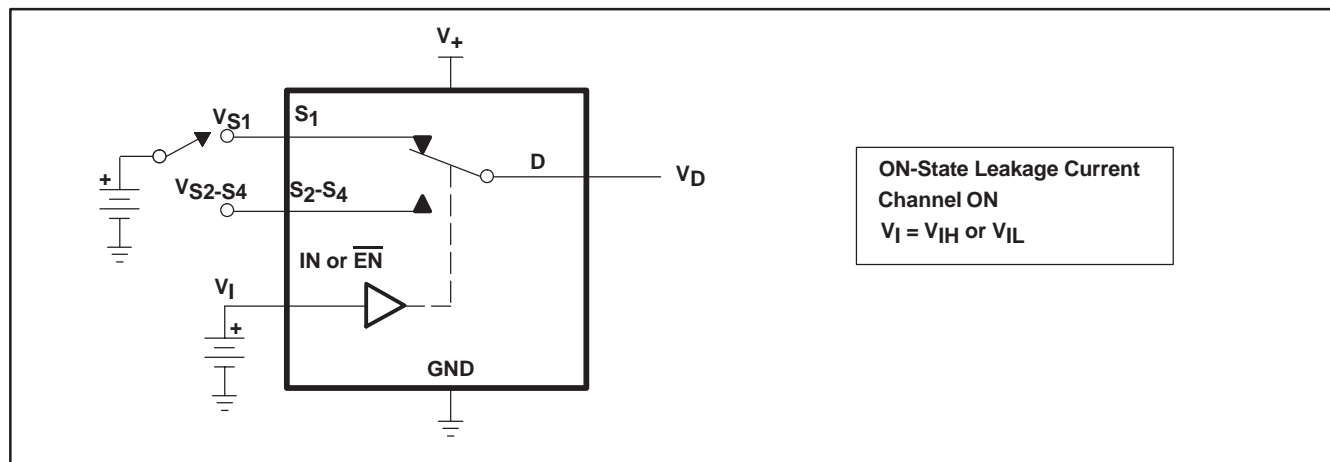 V+
VS1
S1
+
D
VD
VS2-S4
S2-S4
IN or E̅N̅
VI
+
GND
ON-State Leakage Current
Channel ON
VI = VIH or VIL